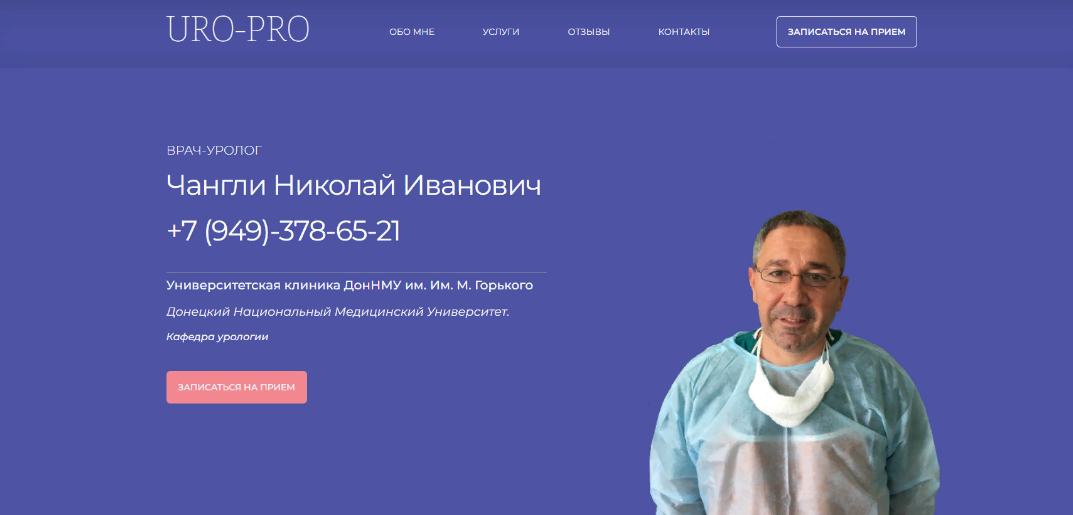 URO-PRO
ОБО МНЕ
УСЛУГИ
ОТЗЫВЫ
КОНТАКТЫ
ЗАПИСАТЬСЯ НА ПРИЕМ
ВРАЧ-УРОЛОГ
Чангли Николай Иванович
+7 (949)-378-65-21
Университетская клиника ДонНМУ им. Им. М. Горького
Донецкий Национальный Медицинский Университет.
Кафедра урологии
ЗАПИСАТЬСЯ НА ПРИЕМ